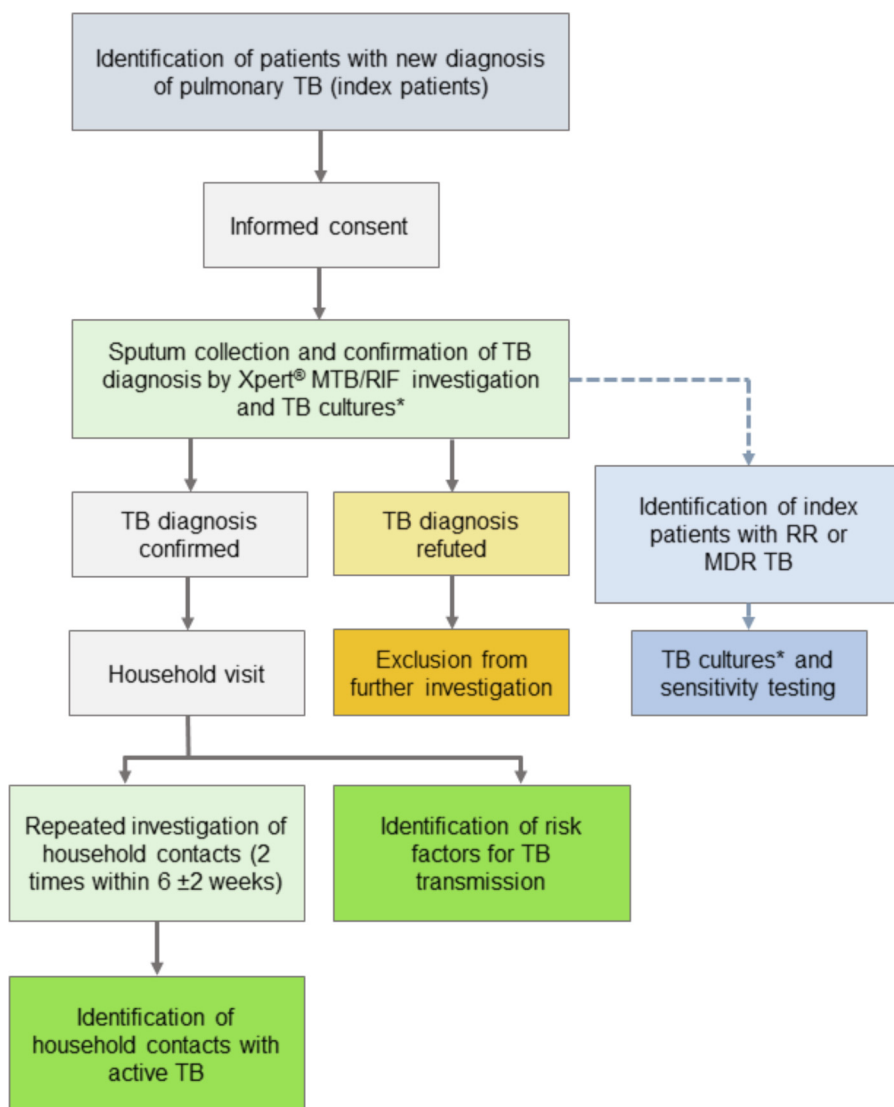 Identification of patients with new diagnosis
of pulmonary TB (index patients)
Informed consent
Sputum collection and confirmation of TB
diagnosis by Xpert® MTB/RIF investigation
and TB cultures*
TB diagnosis
confirmed
TB diagnosis
refuted
Identification of index
patients with RR or
MDR TB
Household visit
Exclusion from
further investigation
TB cultures* and
sensitivity testing
Repeated investigation of
household contacts (2
times within 6 ±2 weeks)
Identification of risk
factors for TB
transmission
Identification of
household contacts with
active TB